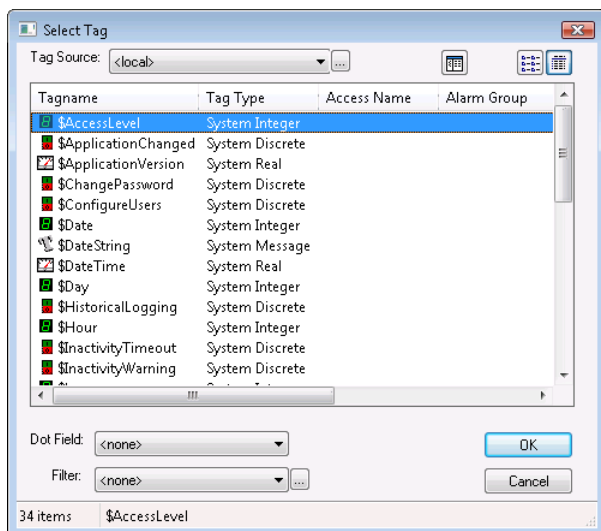 Select Tag
Tag Source: <local> ...
Tagname Tag Type Access Name Alarm Group
$AccessLevel System Integer
$ApplicationChanged System Discrete
$ApplicationVersion System Real
$ChangePassword System Discrete
$ConfigureUsers System Discrete
$Date System Integer
$DateString System Message
$DateTime System Real
$Day System Integer
$HistoricalLogging System Discrete
$Hour System Integer
$InactivityTimeout System Discrete
$InactivityWarning System Discrete
Dot Field: <none> OK
Filter: <none> ... Cancel
34 items $AccessLevel